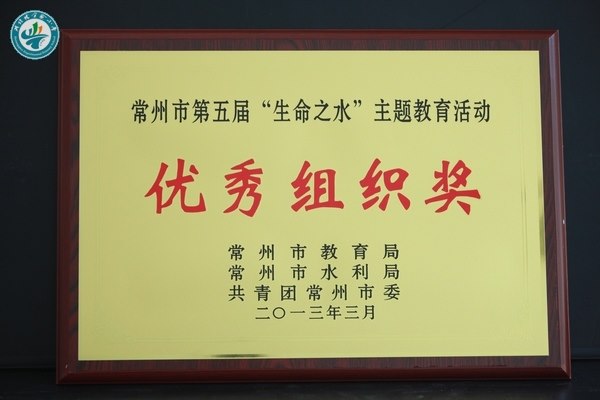 常州市第五届“生命之水”主题教育活动
优秀组织奖
常州市教育局
常州市水利局
共青团常州市委
二〇一三年三月